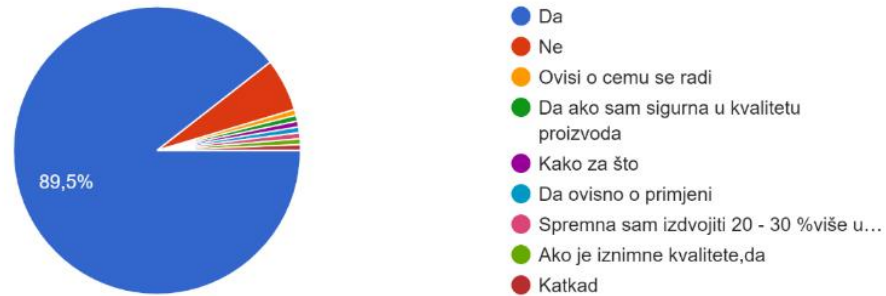 89,5%
Da
Ne
Ovisi o cemu se radi
Da ako sam sigurna u kvalitetu
proizvoda
Kako za što
Da ovisno o primjeni
Spremna sam izdvojiti 20 - 30 %više u…
Ako je iznimne kvalitete,da
Katkad